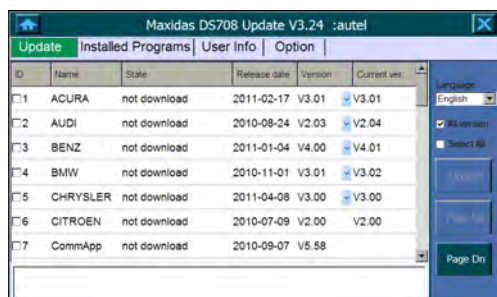 Maxidas DS708 Update V3.24 :autel
Update Installed Programs User Info Option
ID Name State Release date Version Current ver.
1 ACURA not download 2011-02-17 V3.01 V3.01
2 AUDI not download 2010-08-24 V2.03 V2.04
3 BENZ not download 2011-01-04 V4.00 V4.01
4 BMW not download 2010-11-01 V3.01 V3.02
5 CHRYSLER not download 2011-04-08 V3.00 V3.00
6 CITROEN not download 2010-07-09 V2.00 V2.00
7 CommApp not download 2010-09-07 V5.58
Language
English
All version
Select All
Update
Page Dn